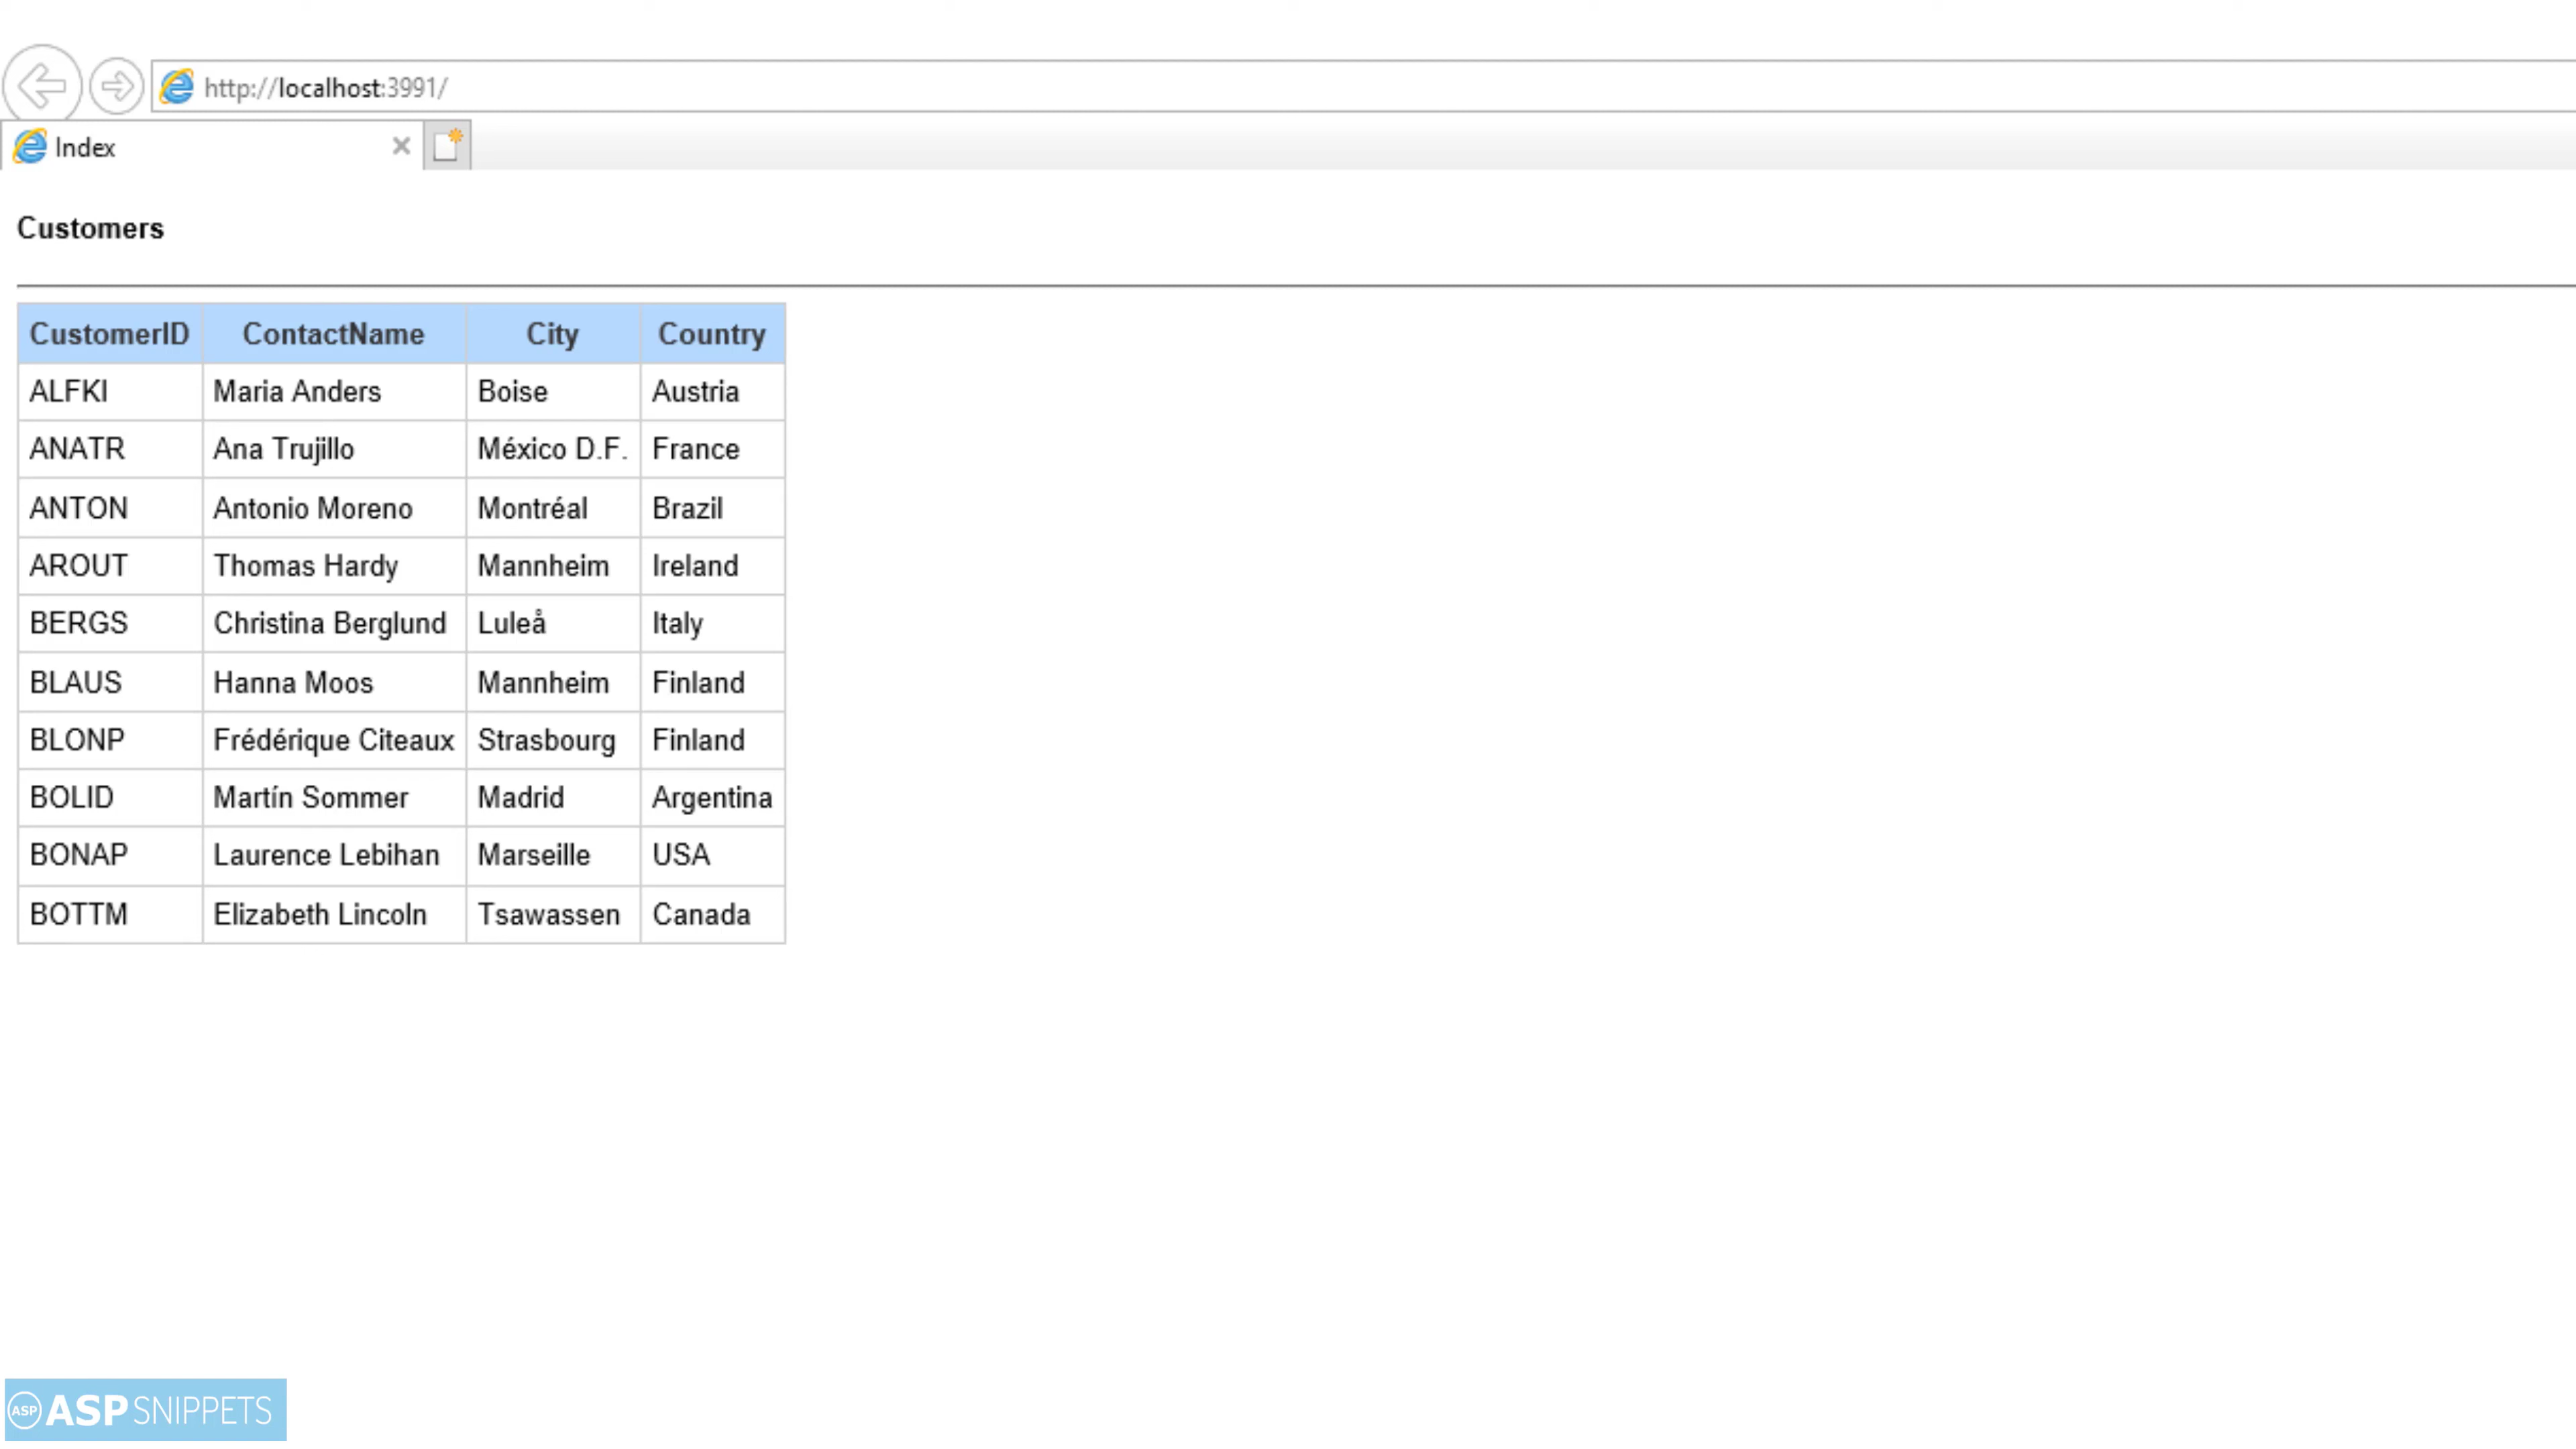 http://localhost:3991/
Index
Customers
CustomerID ContactName City Country
ALFKI Maria Anders Boise Austria
ANATR Ana Trujillo México D.F. France
ANTON Antonio Moreno Montréal Brazil
AROUT Thomas Hardy Mannheim Ireland
BERGS Christina Berglund Luleå Italy
BLAUS Hanna Moos Mannheim Finland
BLONP Frédérique Citeaux Strasbourg Finland
BOLID Martín Sommer Madrid Argentina
BONAP Laurence Lebihan Marseille USA
BOTTM Elizabeth Lincoln Tsawassen Canada
ASP ASPSNIPPETS